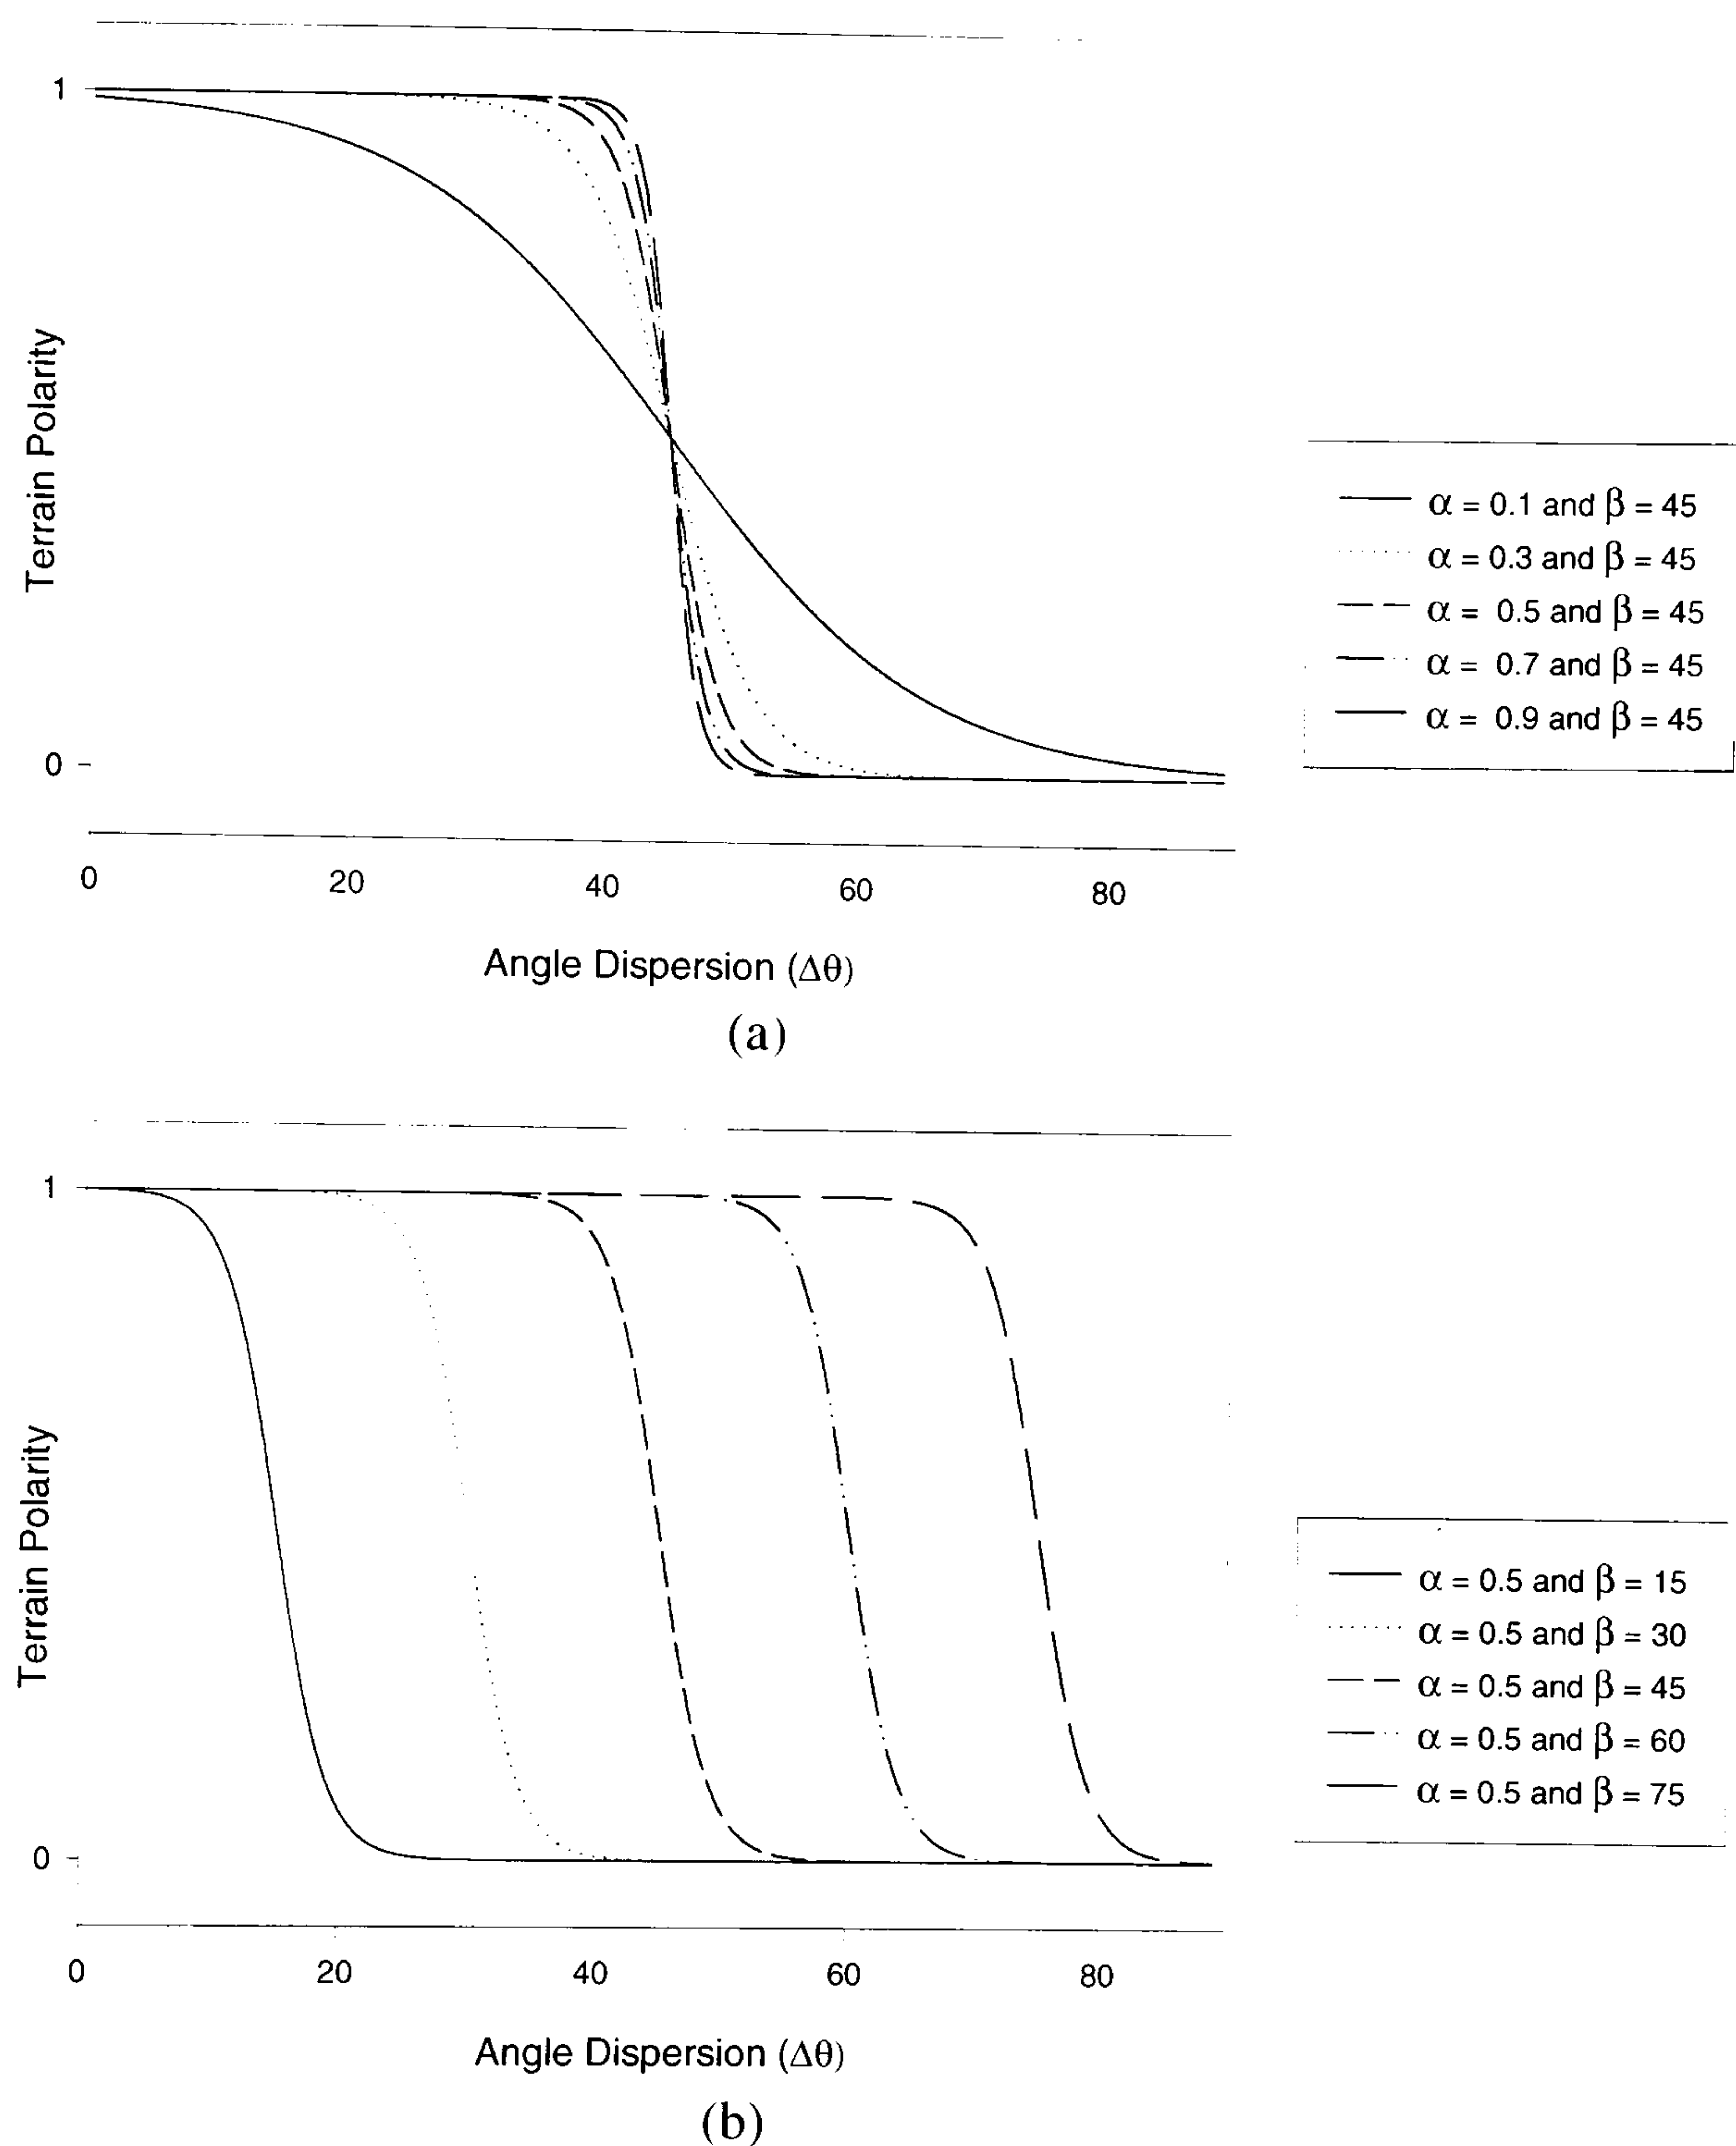 1
Terrain Polarity
0
0 20 40 60 80
Angle Dispersion (Δθ)
α = 0.1 and β = 45
α = 0.3 and β = 45
α = 0.5 and β = 45
α = 0.7 and β = 45
α = 0.9 and β = 45
(a)
1
Terrain Polarity
0
0 20 40 60 80
Angle Dispersion (Δθ)
α = 0.5 and β = 15
α = 0.5 and β = 30
α = 0.5 and β = 45
α = 0.5 and β = 60
α = 0.5 and β = 75
(b)